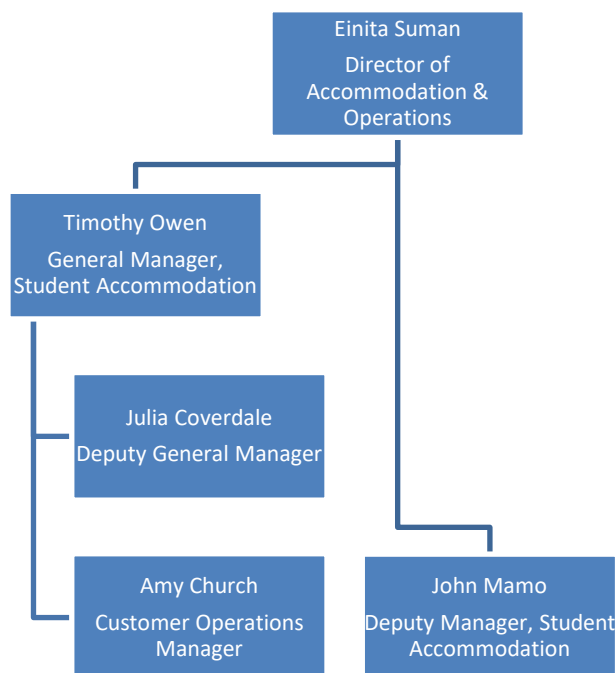 Einita Suman
Director of
Accommodation &
Operations
Timothy Owen
General Manager,
Student Accommodation
Julia Coverdale
Deputy General Manager
Amy Church
Customer Operations
Manager
John Mamo
Deputy Manager, Student
Accommodation